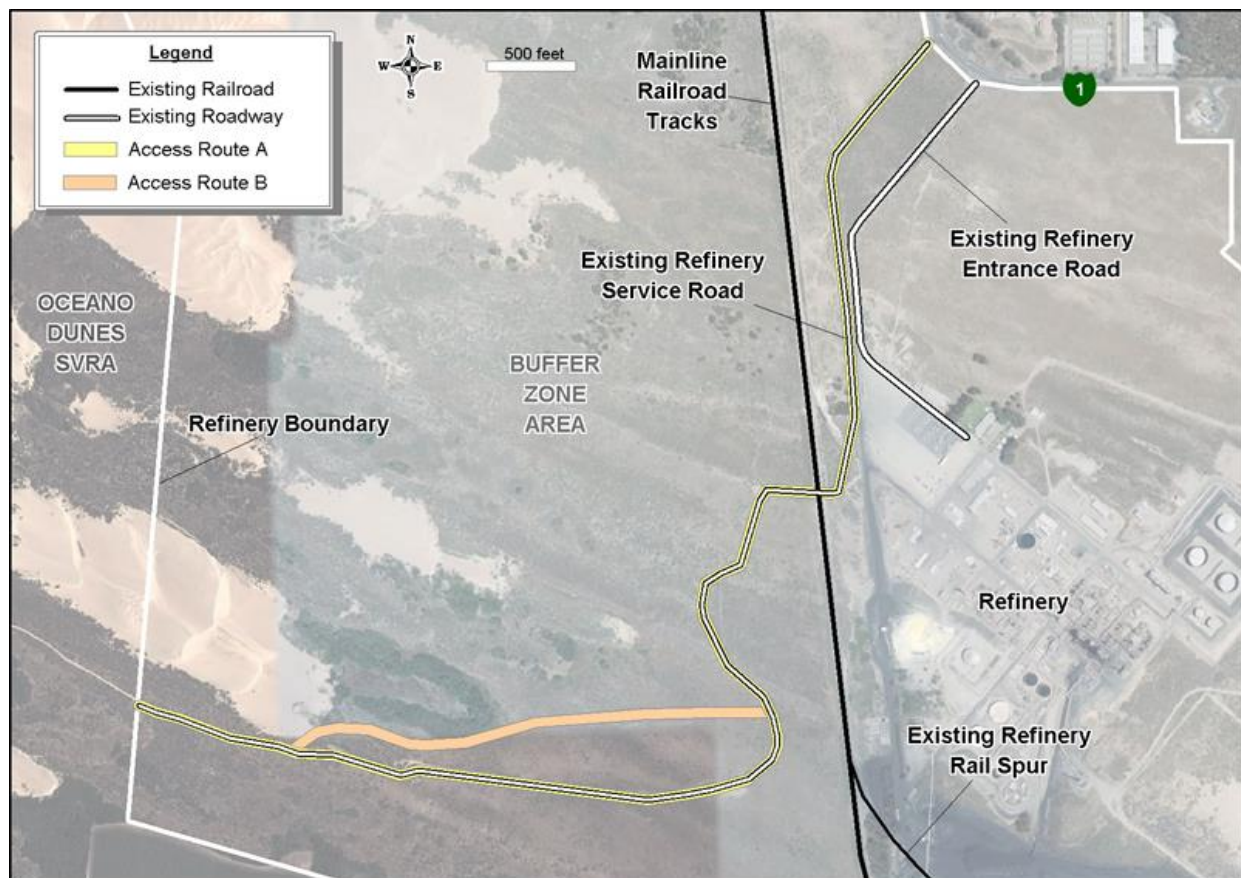 Legend
Existing Railroad
Existing Roadway
Access Route A
Access Route B
N
W E
S
500 feet
Mainline
Railroad
Tracks
1
Existing Refinery
Entrance Road
Existing Refinery
Service Road
OCEANO
DUNES
SVRA
BUFFER
ZONE
AREA
Refinery Boundary
Refinery
Existing Refinery
Rail Spur